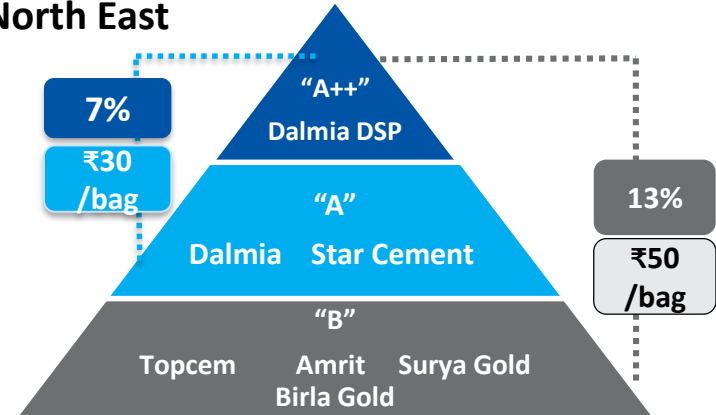 North East
"A++"
Dalmia DSP
7%
₹30
/bag
"A"
Dalmia Star Cement
13%
₹50
/bag
"B"
Topcem Amrit Surya Gold
Birla Gold